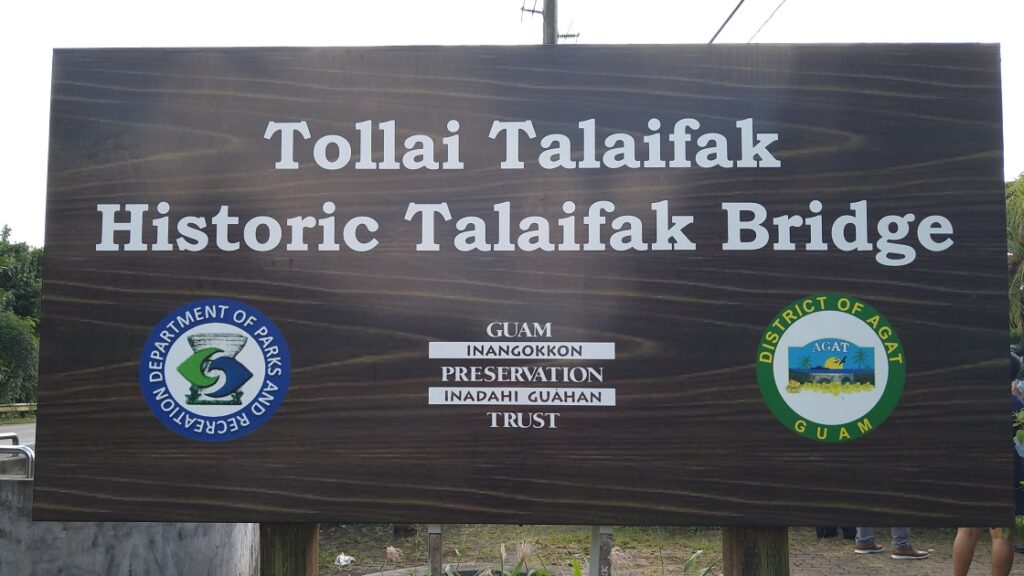 Tollai Talaifak
Historic Talaifak Bridge
DEPARTMENT OF PARKS AND RECREATION
GUAM
INANGOKKON
PRESERVATION
INADAHI GUAHAN
TRUST
DISTRICT OF AGAT
AGAT
GUAM